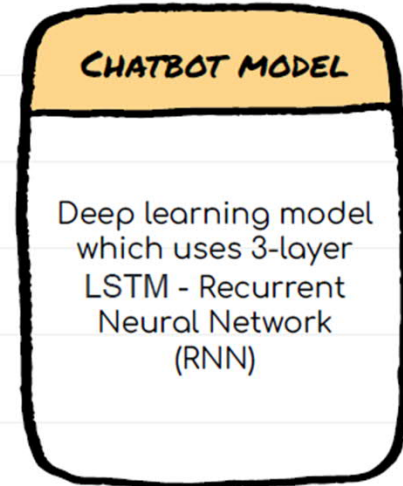 CHATBOT MODEL
Deep learning model
which uses 3-layer
LSTM - Recurrent
Neural Network
(RNN)